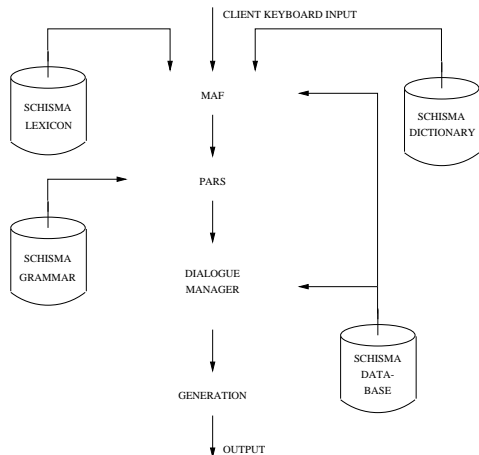 CLIENT KEYBOARD INPUT
SCHISMA
LEXICON
MAF
SCHISMA
DICTIONARY
PARS
SCHISMA
GRAMMAR
DIALOGUE
MANAGER
SCHISMA
DATA-
BASE
GENERATION
OUTPUT